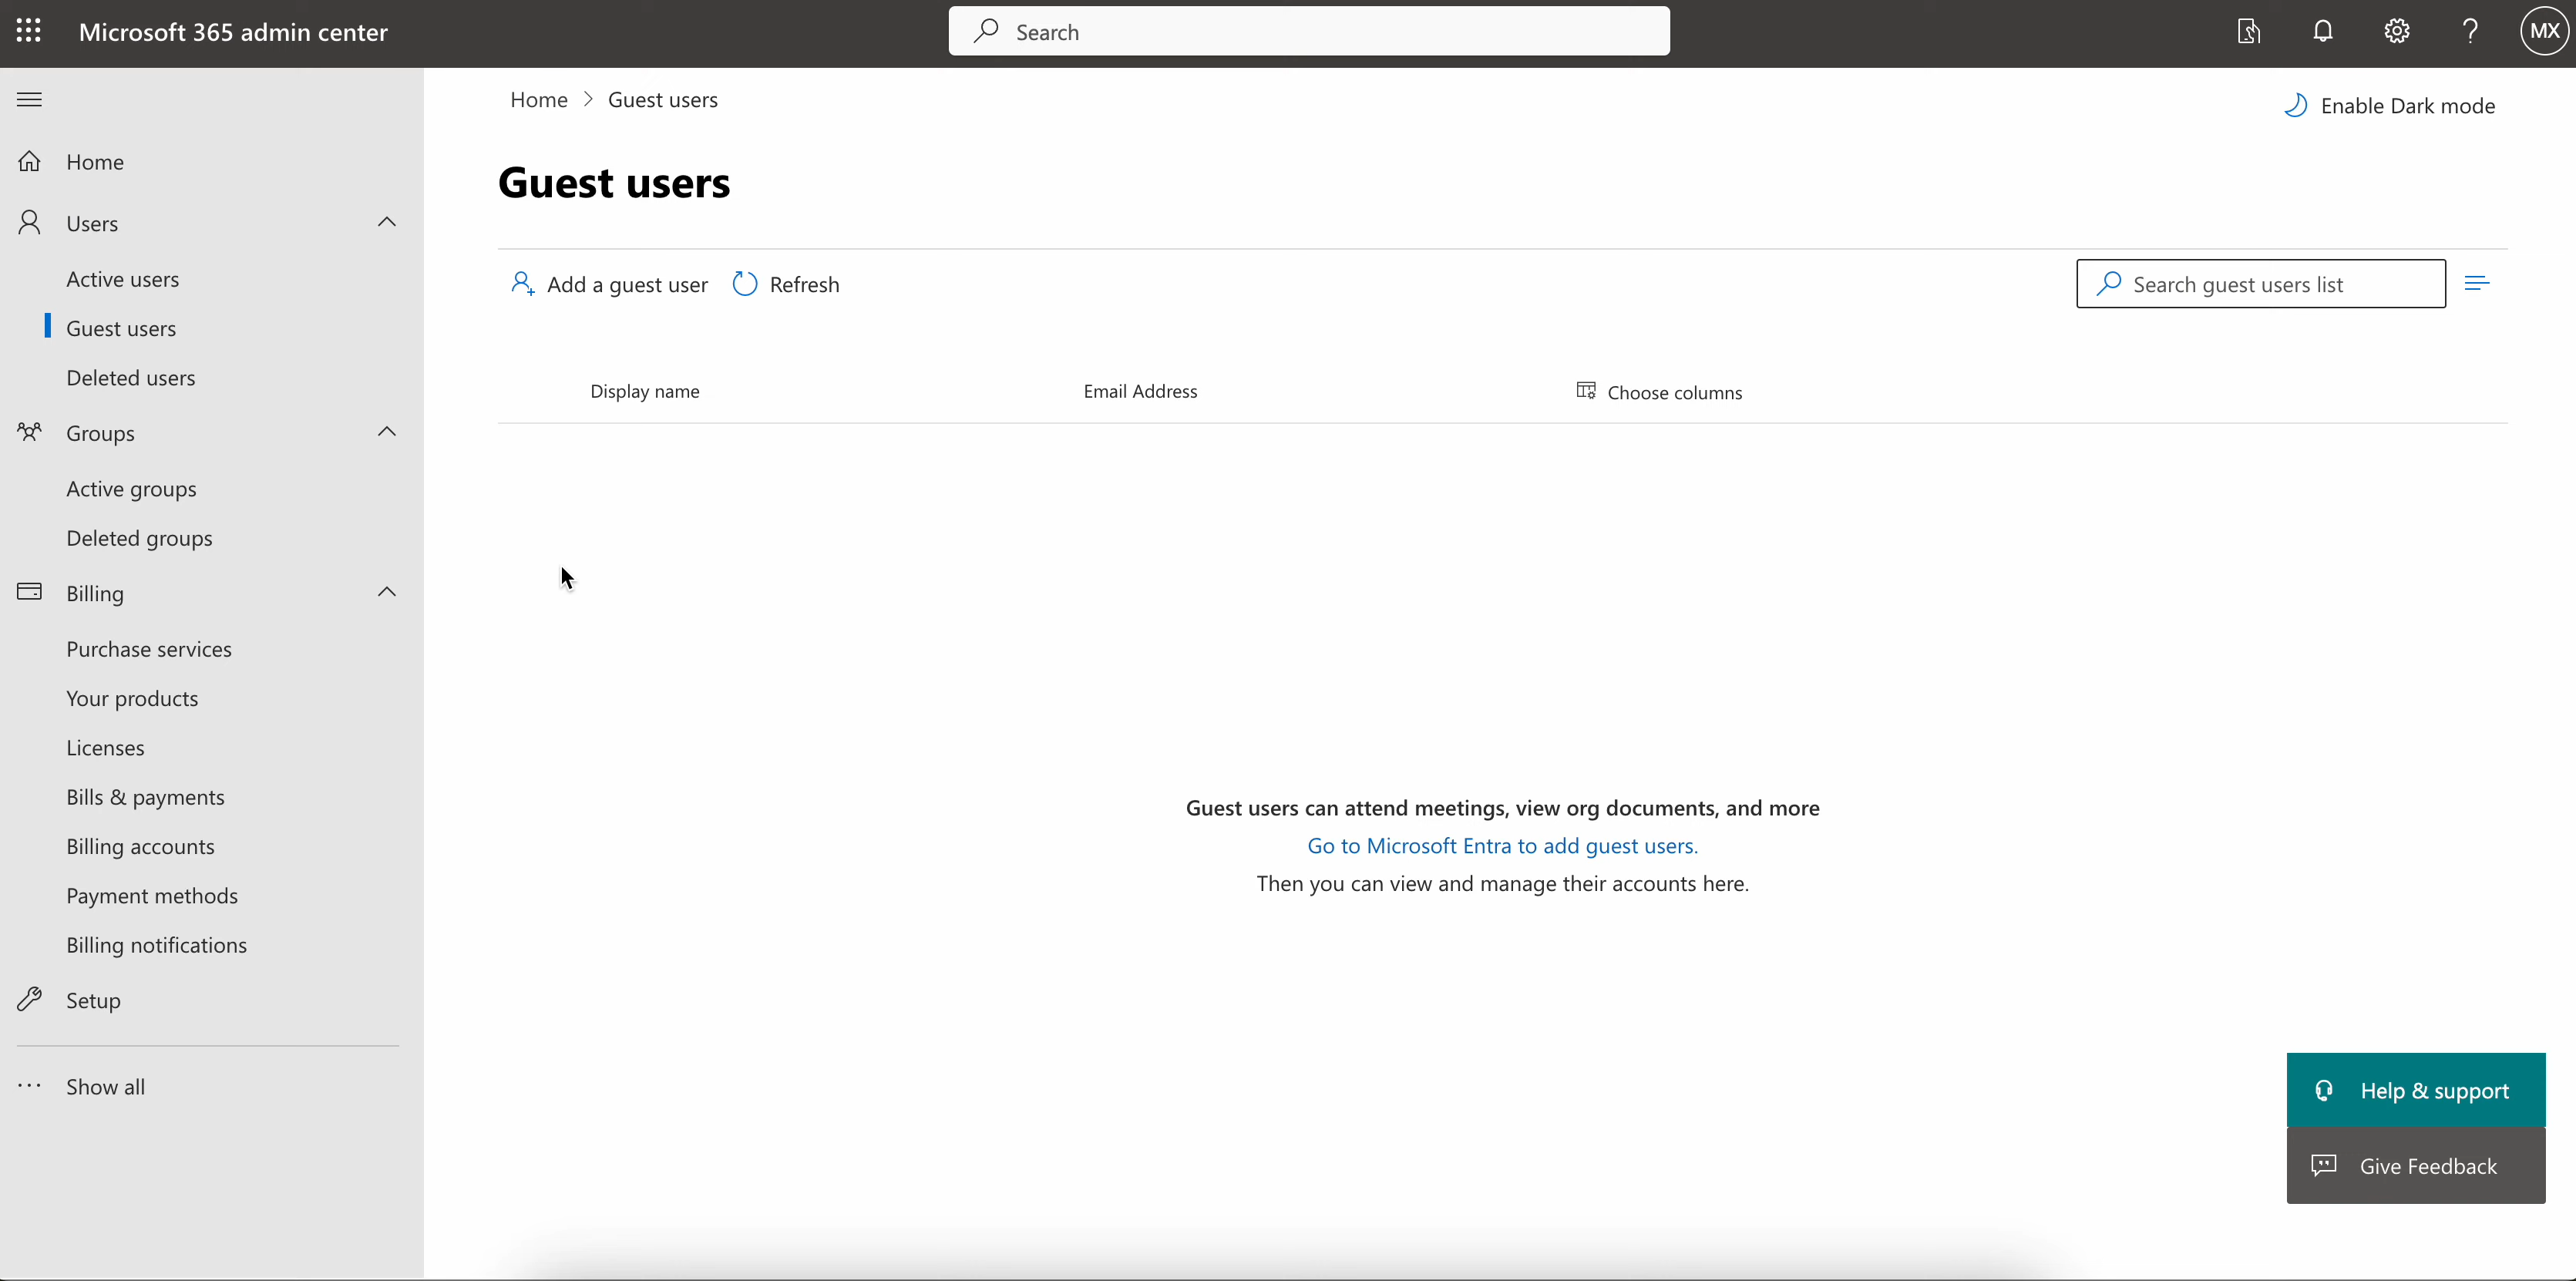 Microsoft 365 admin center
Search
MX
Home > Guest users
Enable Dark mode
Home
Users
Active users
Guest users
Deleted users
Groups
Active groups
Deleted groups
Billing
Purchase services
Your products
Licenses
Bills & payments
Billing accounts
Payment methods
Billing notifications
Setup
Show all
Guest users
Add a guest user
Refresh
Search guest users list
Display name
Email Address
Choose columns
Guest users can attend meetings, view org documents, and more
Go to Microsoft Entra to add guest users.
Then you can view and manage their accounts here.
Help & support
Give Feedback